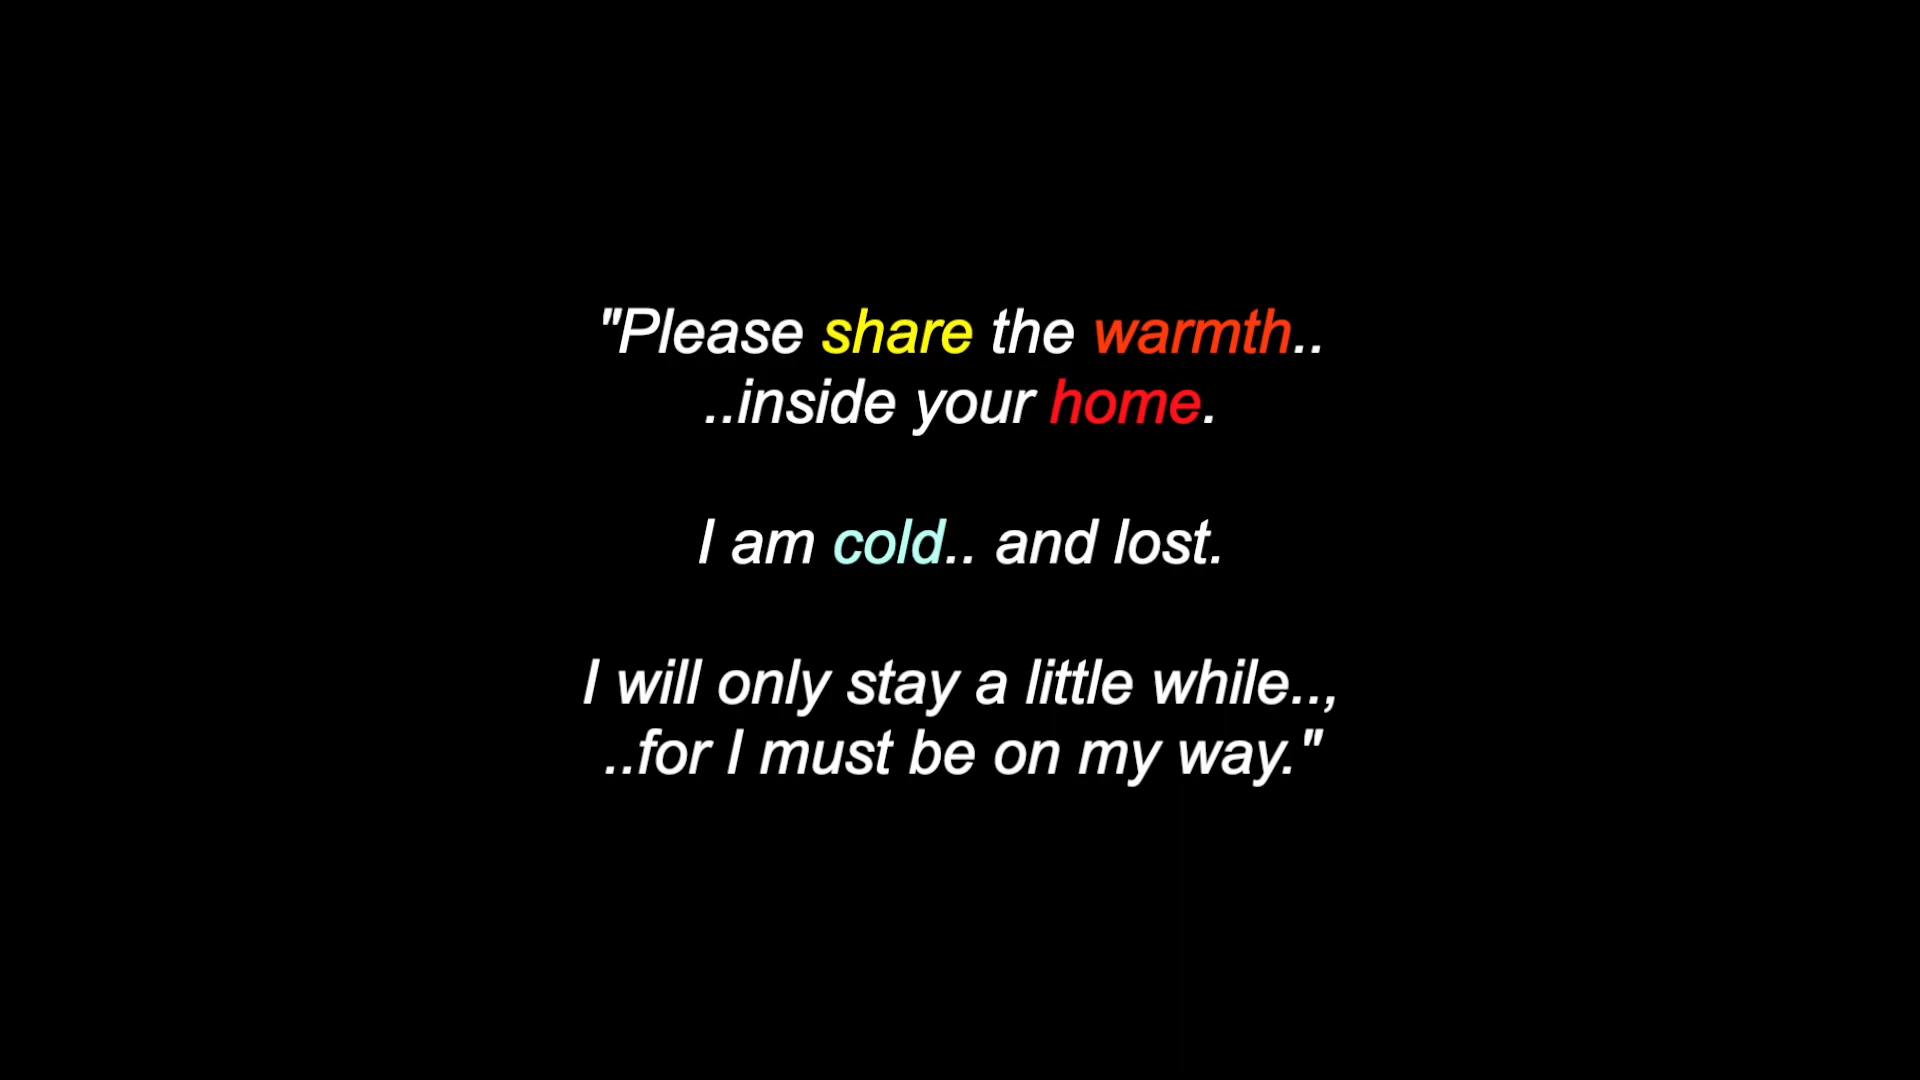 "Please share the warmth..
..inside your home.
I am cold.. and lost.
I will only stay a little while..,
..for I must be on my way."